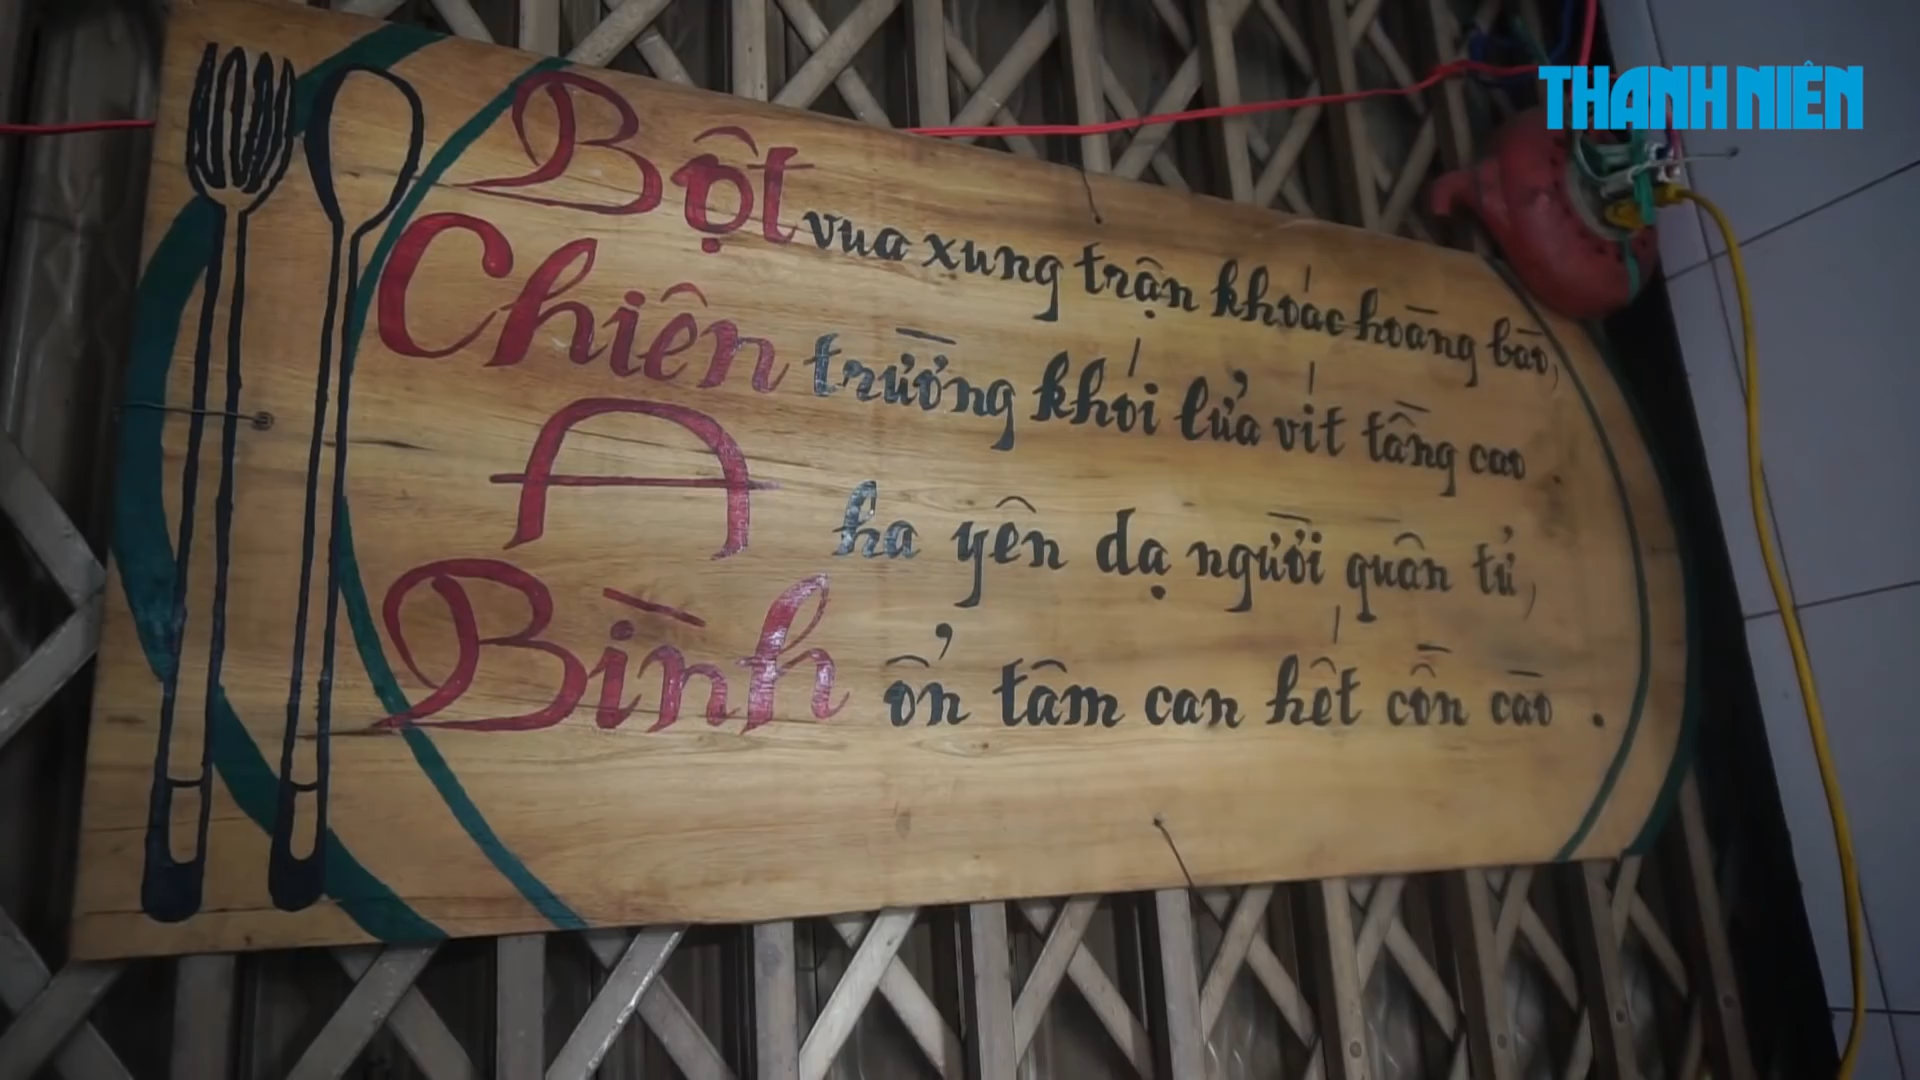 THANH NIÊN
Bột vua xung trận khoác hoàng bào,
Chiên trường khói lửa vít tầng cao
A ha yên dạ người quân tử,
Bình ổn tâm can hết cồn cào.